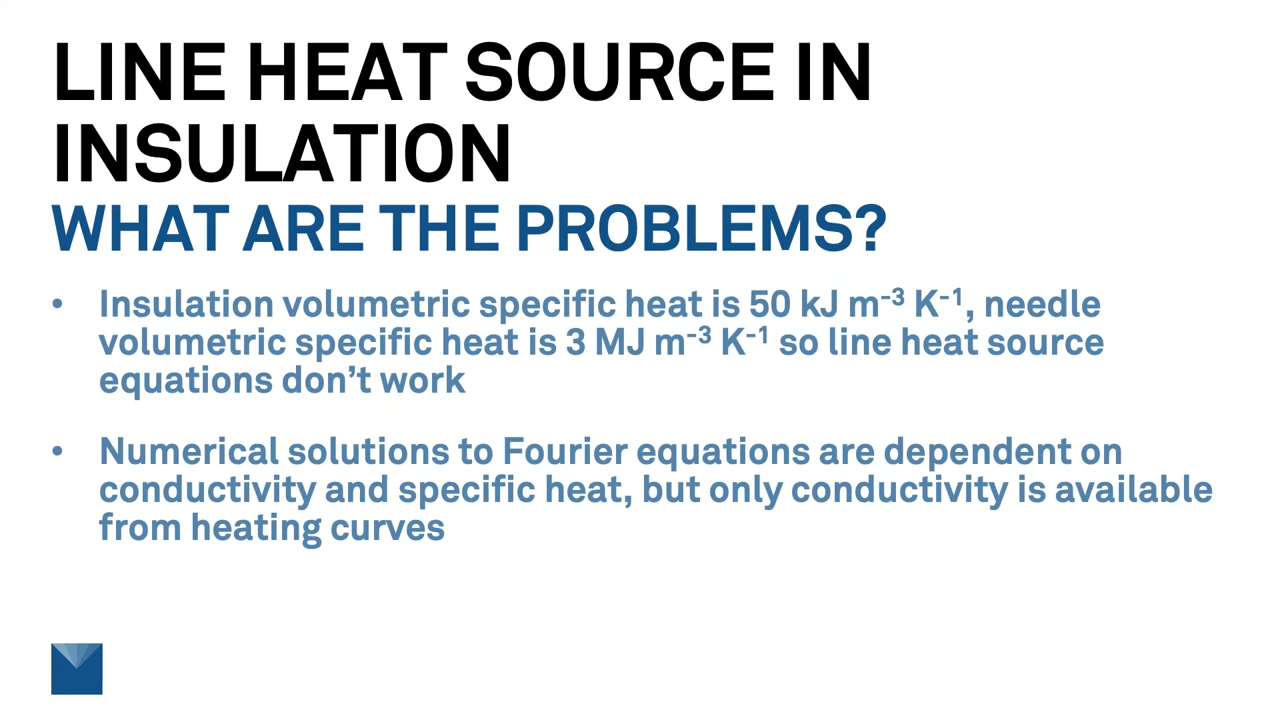 LINE HEAT SOURCE IN
INSULATION
WHAT ARE THE PROBLEMS?
• Insulation volumetric specific heat is 50 kJ m⁻³ K⁻¹, needle
volumetric specific heat is 3 MJ m⁻³ K⁻¹ so line heat source
equations don’t work
• Numerical solutions to Fourier equations are dependent on
conductivity and specific heat, but only conductivity is available
from heating curves